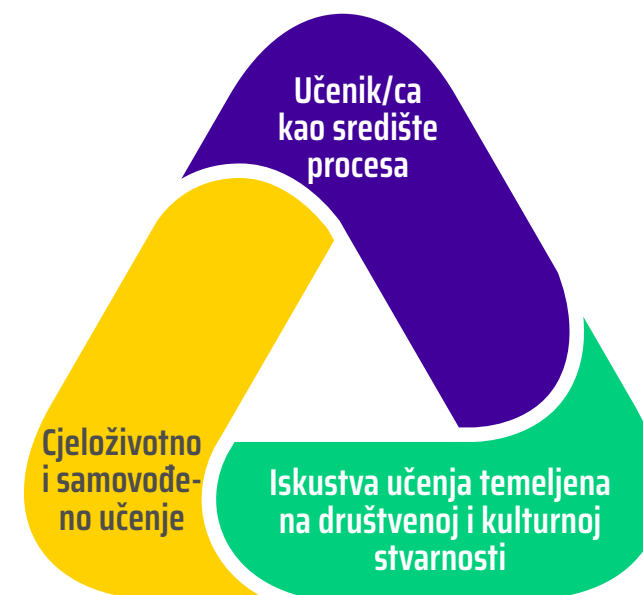 Učenik/ca
kao središte
procesa
Cjeloživotno
i samovođe-
no učenje
Iskustva učenja temeljena
na društvenoj i kulturnoj
stvarnosti